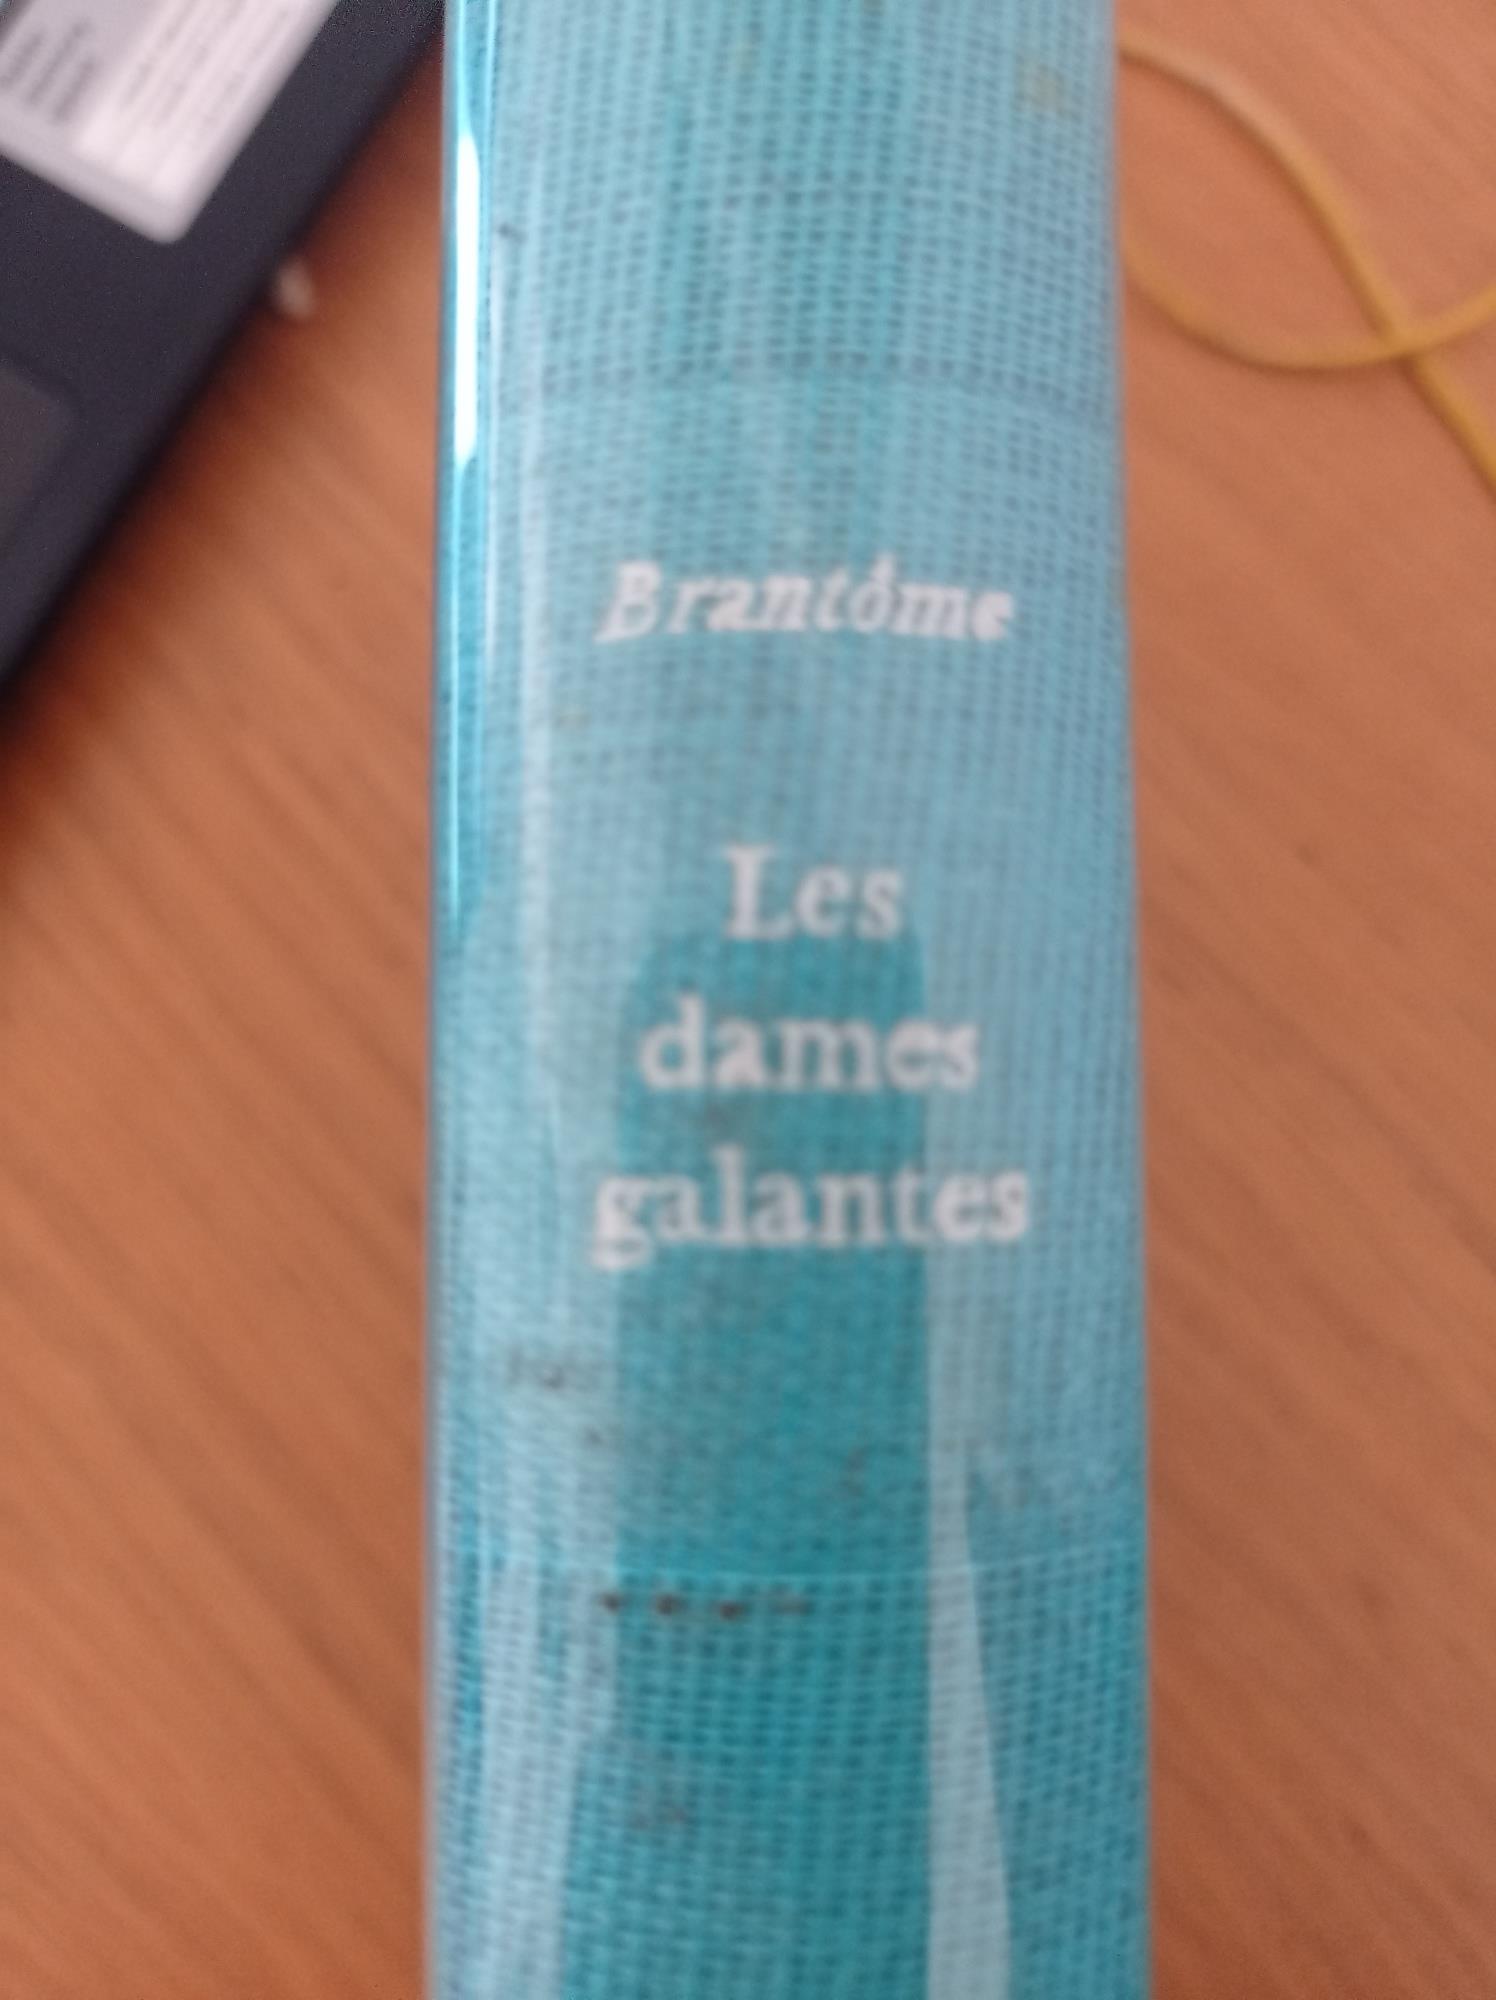 Brantôme
Les
dames
galantes